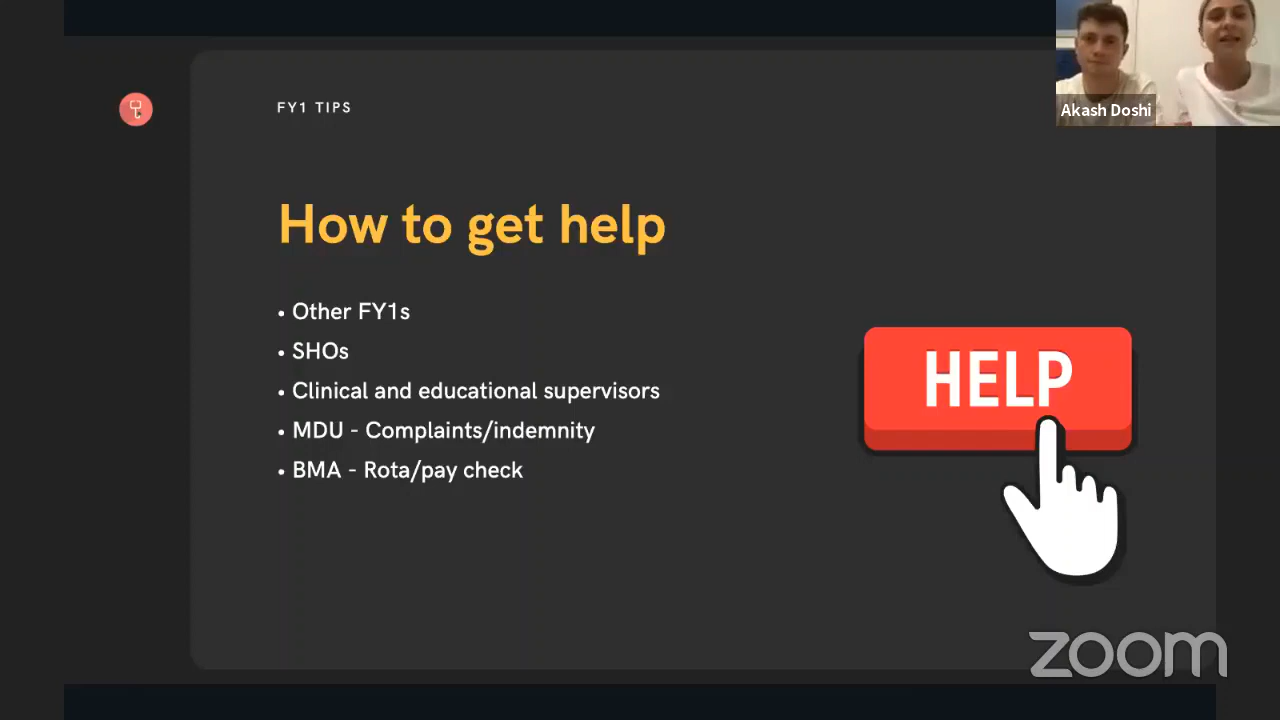 FY1 TIPS
Akash Doshi
How to get help
• Other FY1s
• SHOs
• Clinical and educational supervisors
• MDU - Complaints/indemnity
• BMA - Rota/pay check
HELP
zoom